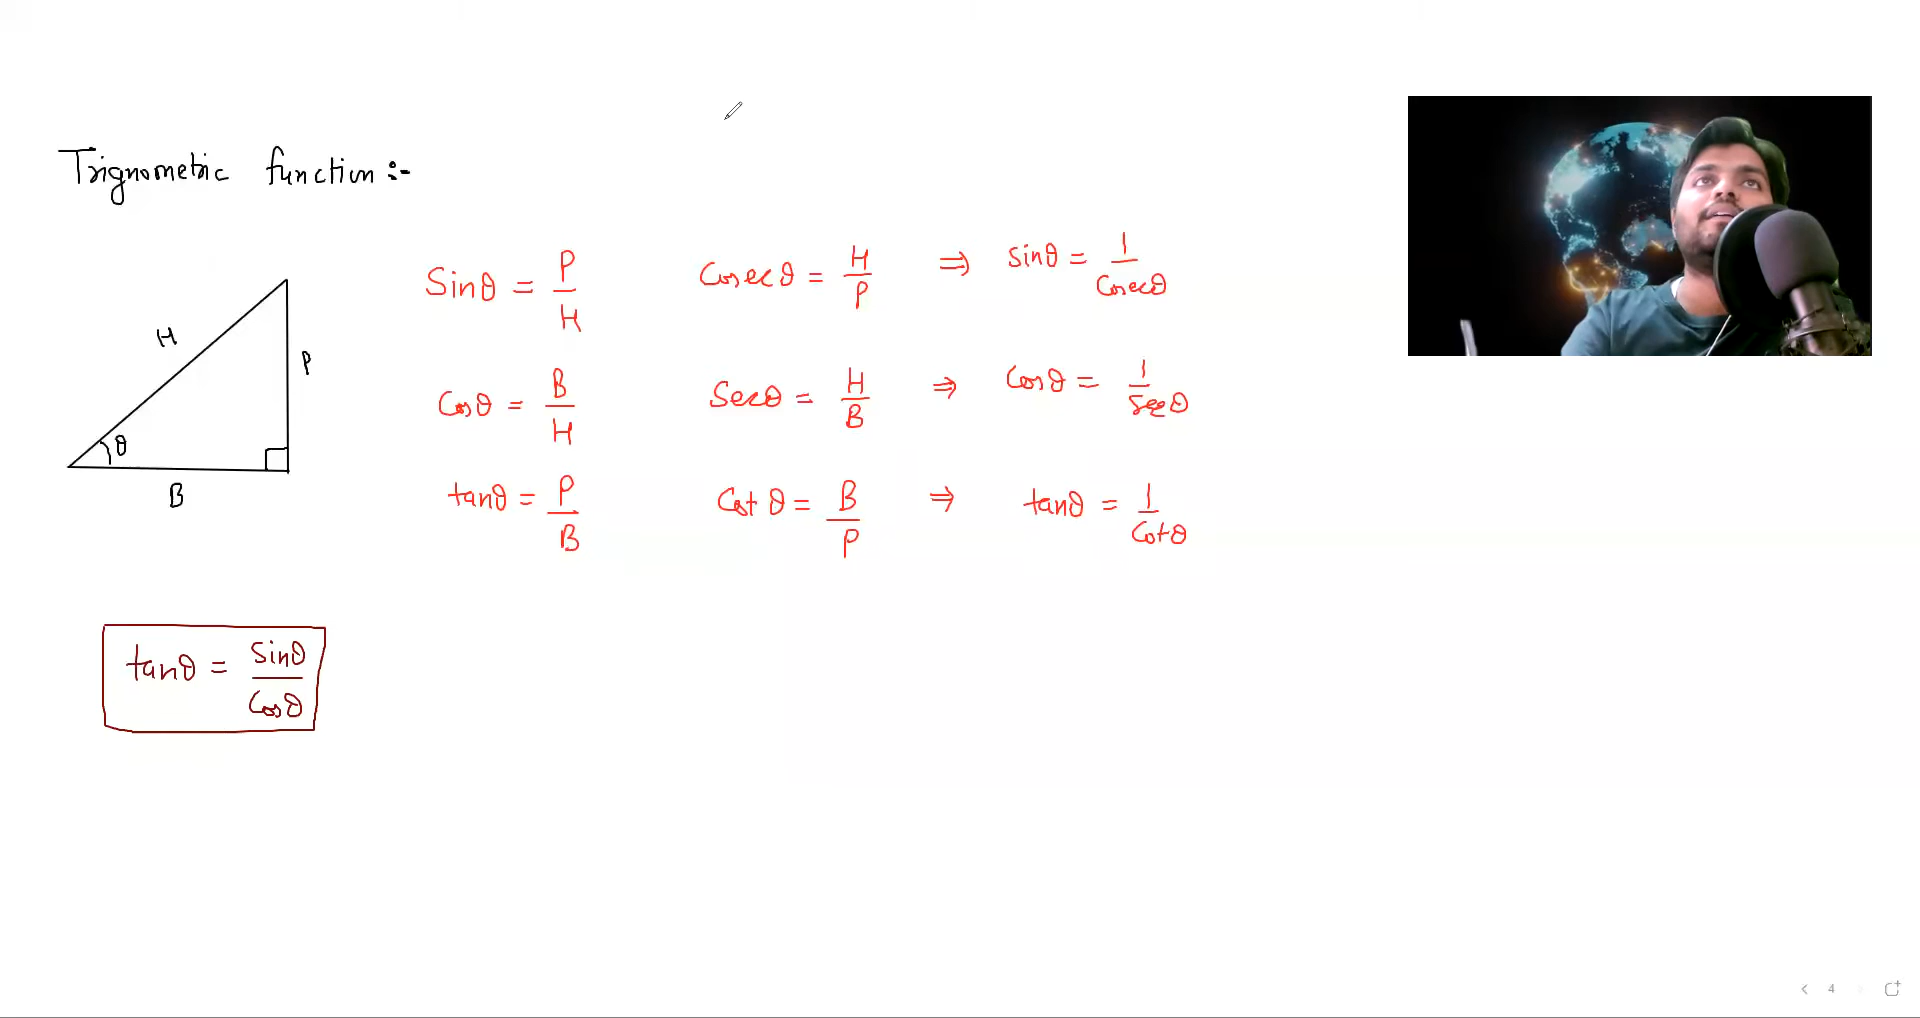 Trignometric function :-
Sinθ = P/H    Cosecθ = H/P    ⇒ sinθ = 1/Cosecθ
H
P
Cosθ = B/H    Secθ = H/B    ⇒ Cosθ = 1/Secθ
θ
B
tanθ = P/B    Cot θ = B/P    ⇒ tanθ = 1/Cotθ
tanθ = Sinθ/Cosθ
4